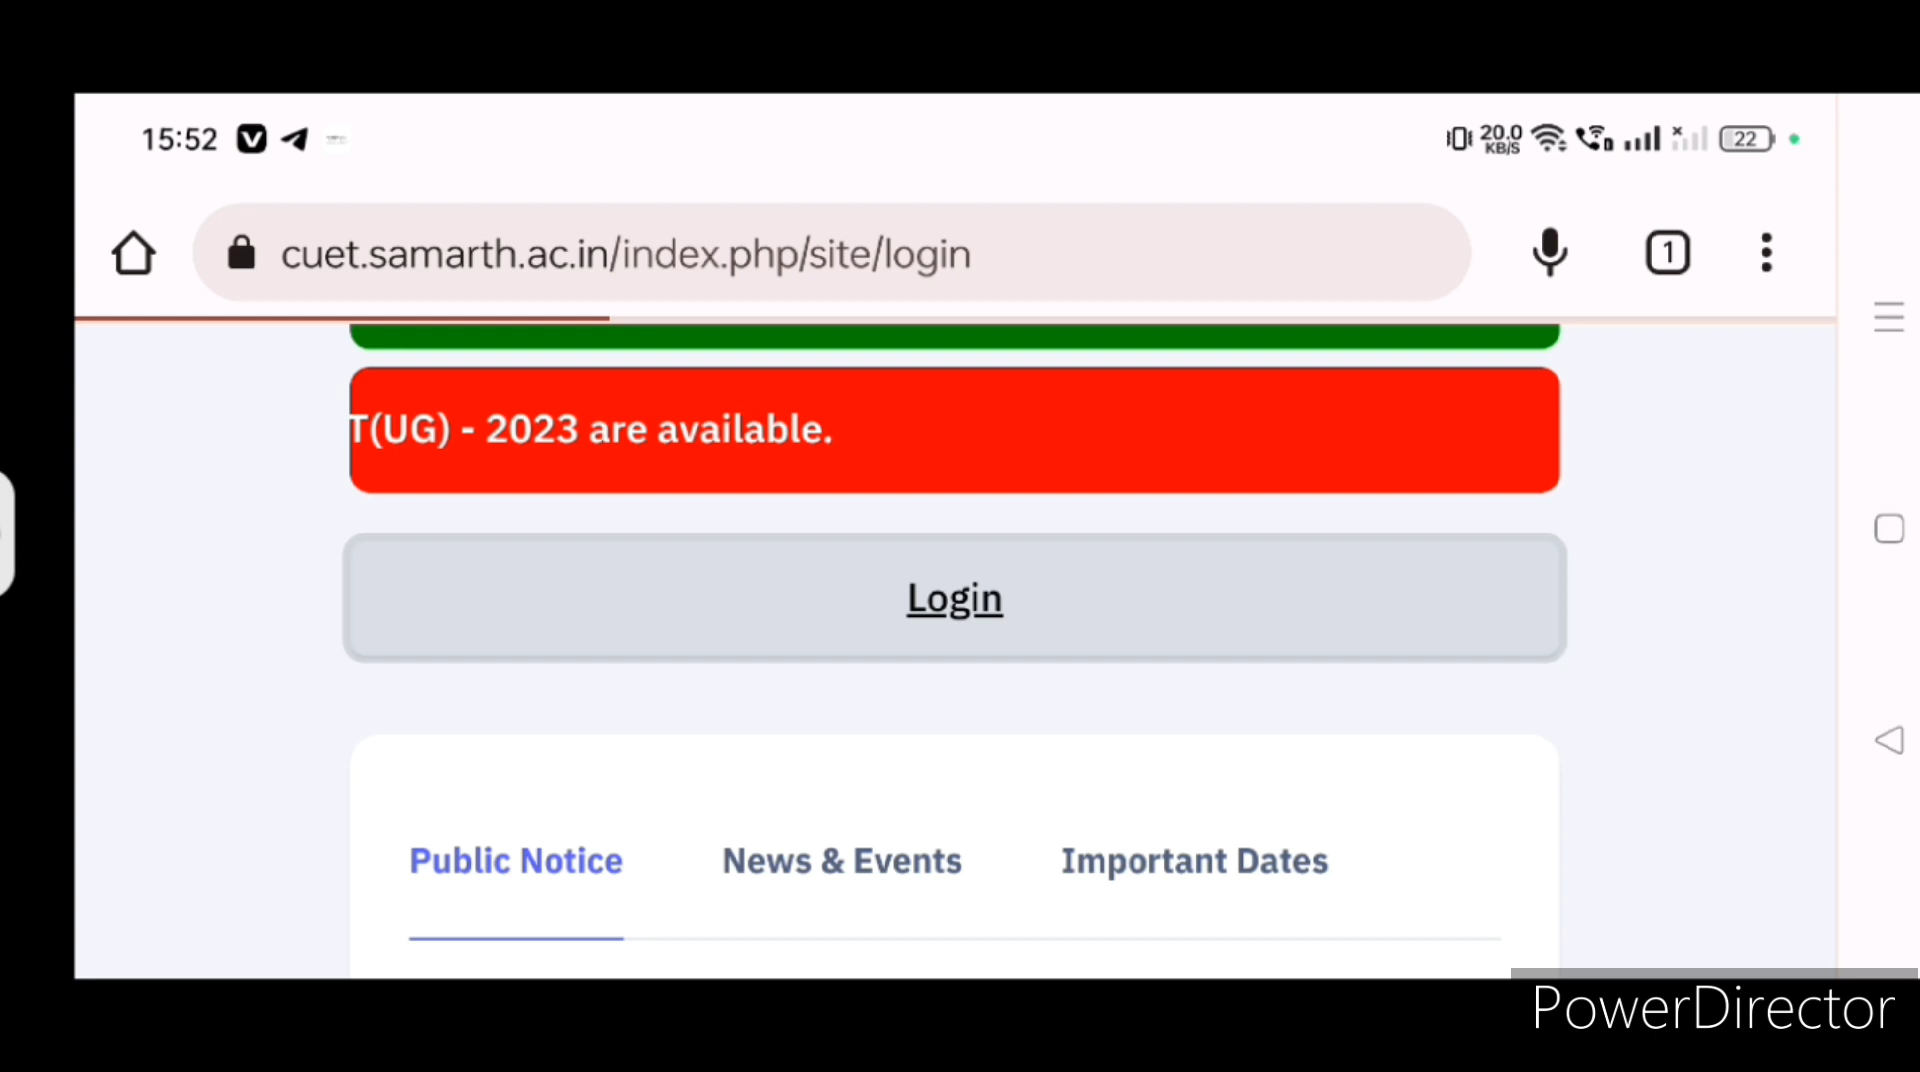 15:52
20.0
KB/S
22
cuet.samarth.ac.in/index.php/site/login
1
T(UG) - 2023 are available.
Login
Public Notice
News & Events
Important Dates
PowerDirector